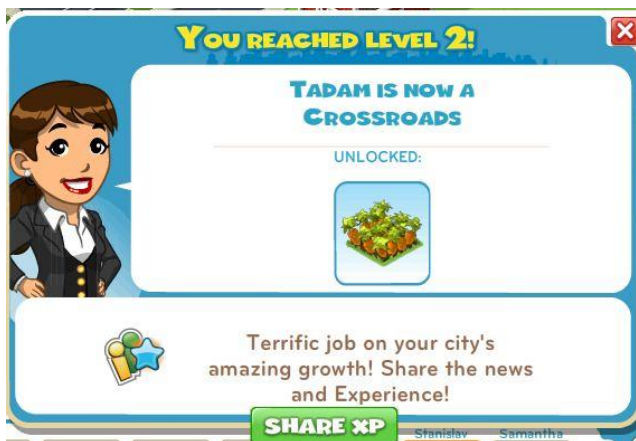 YOU REACHED LEVEL 2!
TADAM IS NOW A
CROSSROADS
UNLOCKED:
Terrific job on your city's
amazing growth! Share the news
and Experience!
SHARE XP
Stanislav Samantha